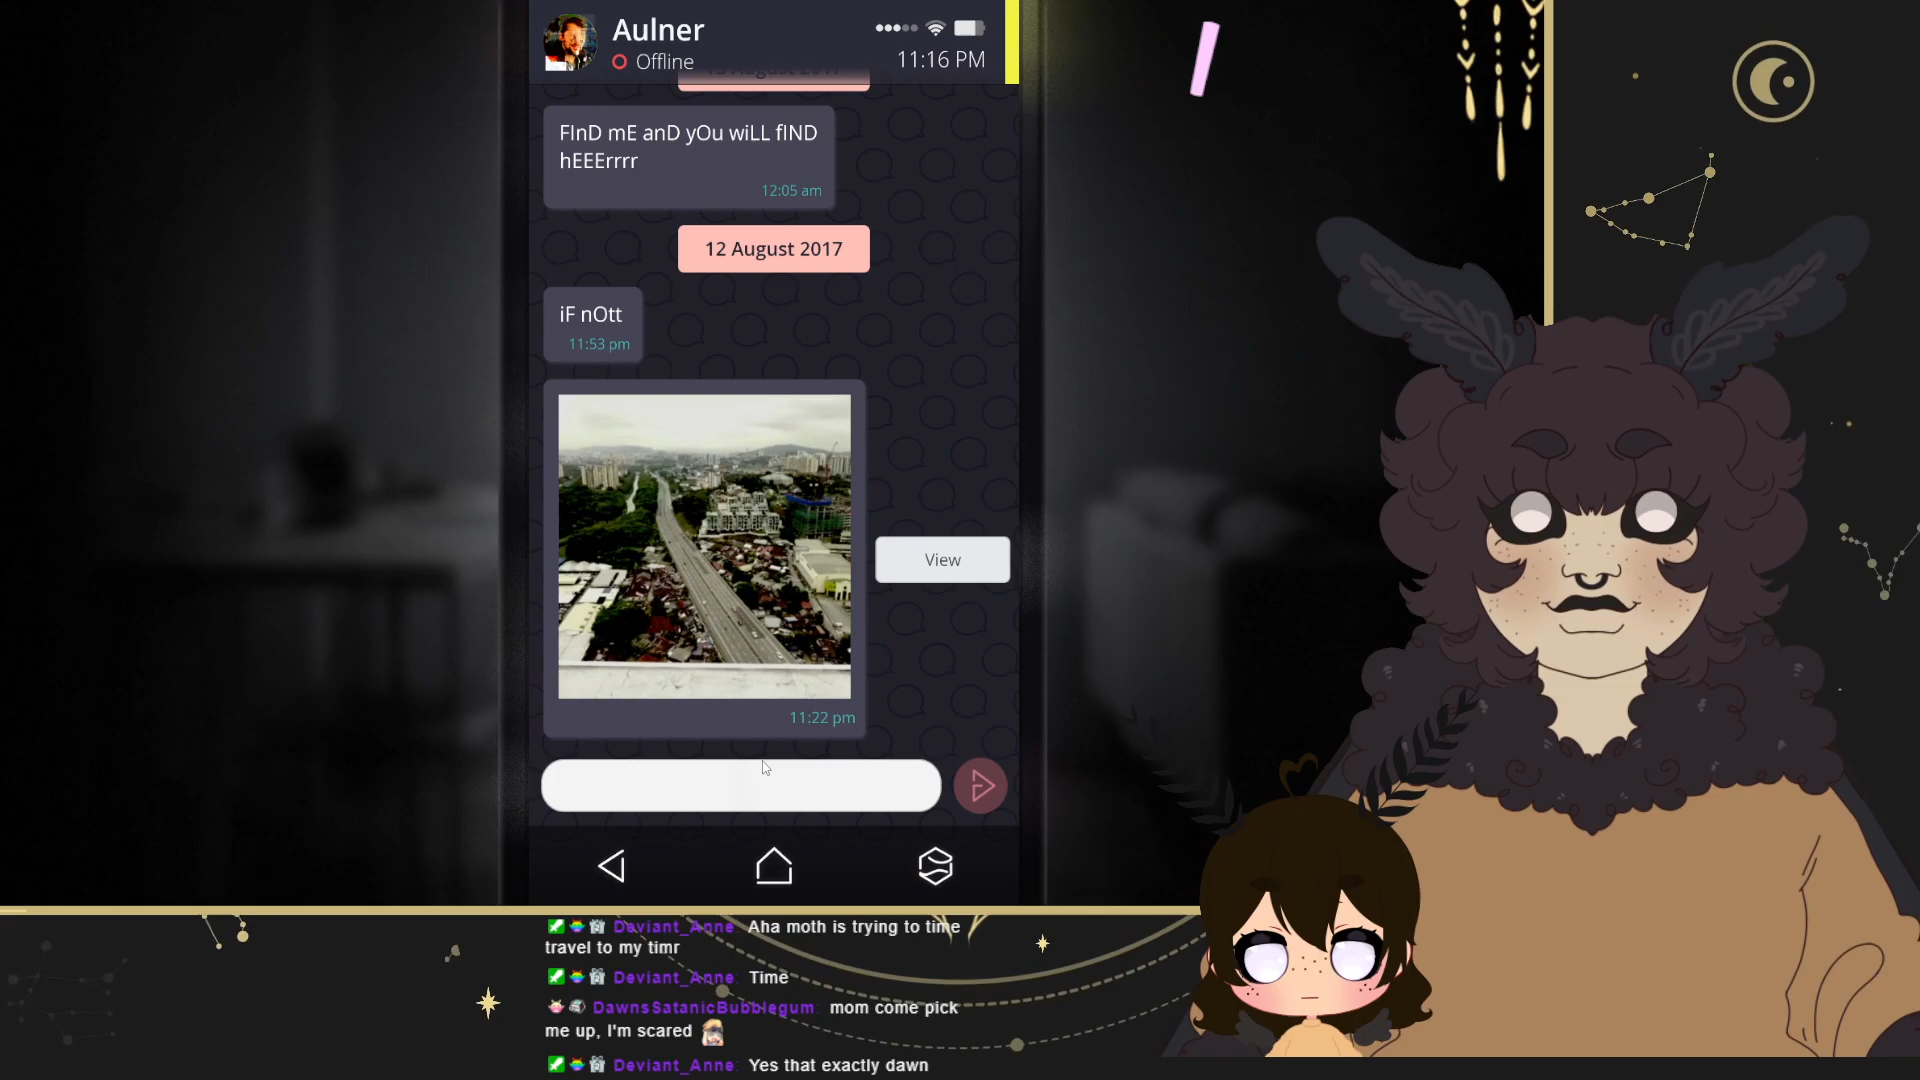 Aulner
Offline
11:16 PM
FInD mE anD yOu wiLL fIND
hEEErrrr
12:05 am
12 August 2017
iF nOtt
11:53 pm
View
11:22 pm
Deviant_Anne: Aha moth is trying to time
travel to my timr
Deviant_Anne: Time
DawnsSatanicBubblegum: mom come pick
me up, I'm scared
Deviant_Anne: Yes that exactly dawn